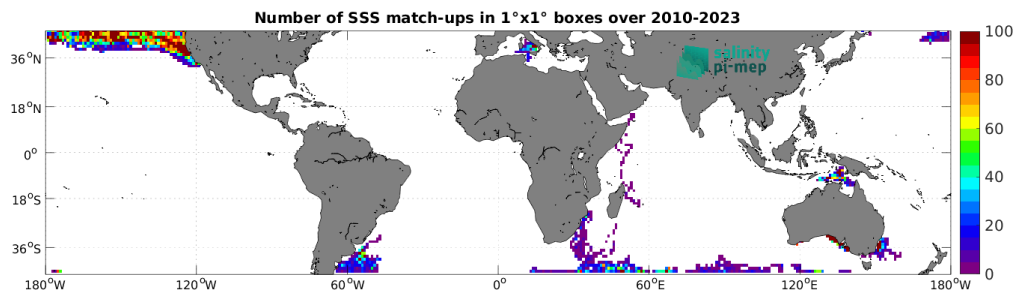 Number of SSS match-ups in 1°x1° boxes over 2010-2023
100
80
60
40
20
0
salinity
pi-mep
36°N
18°N
0°
18°S
36°S
180°W 120°W 60°W 0° 60°E 120°E 180°W